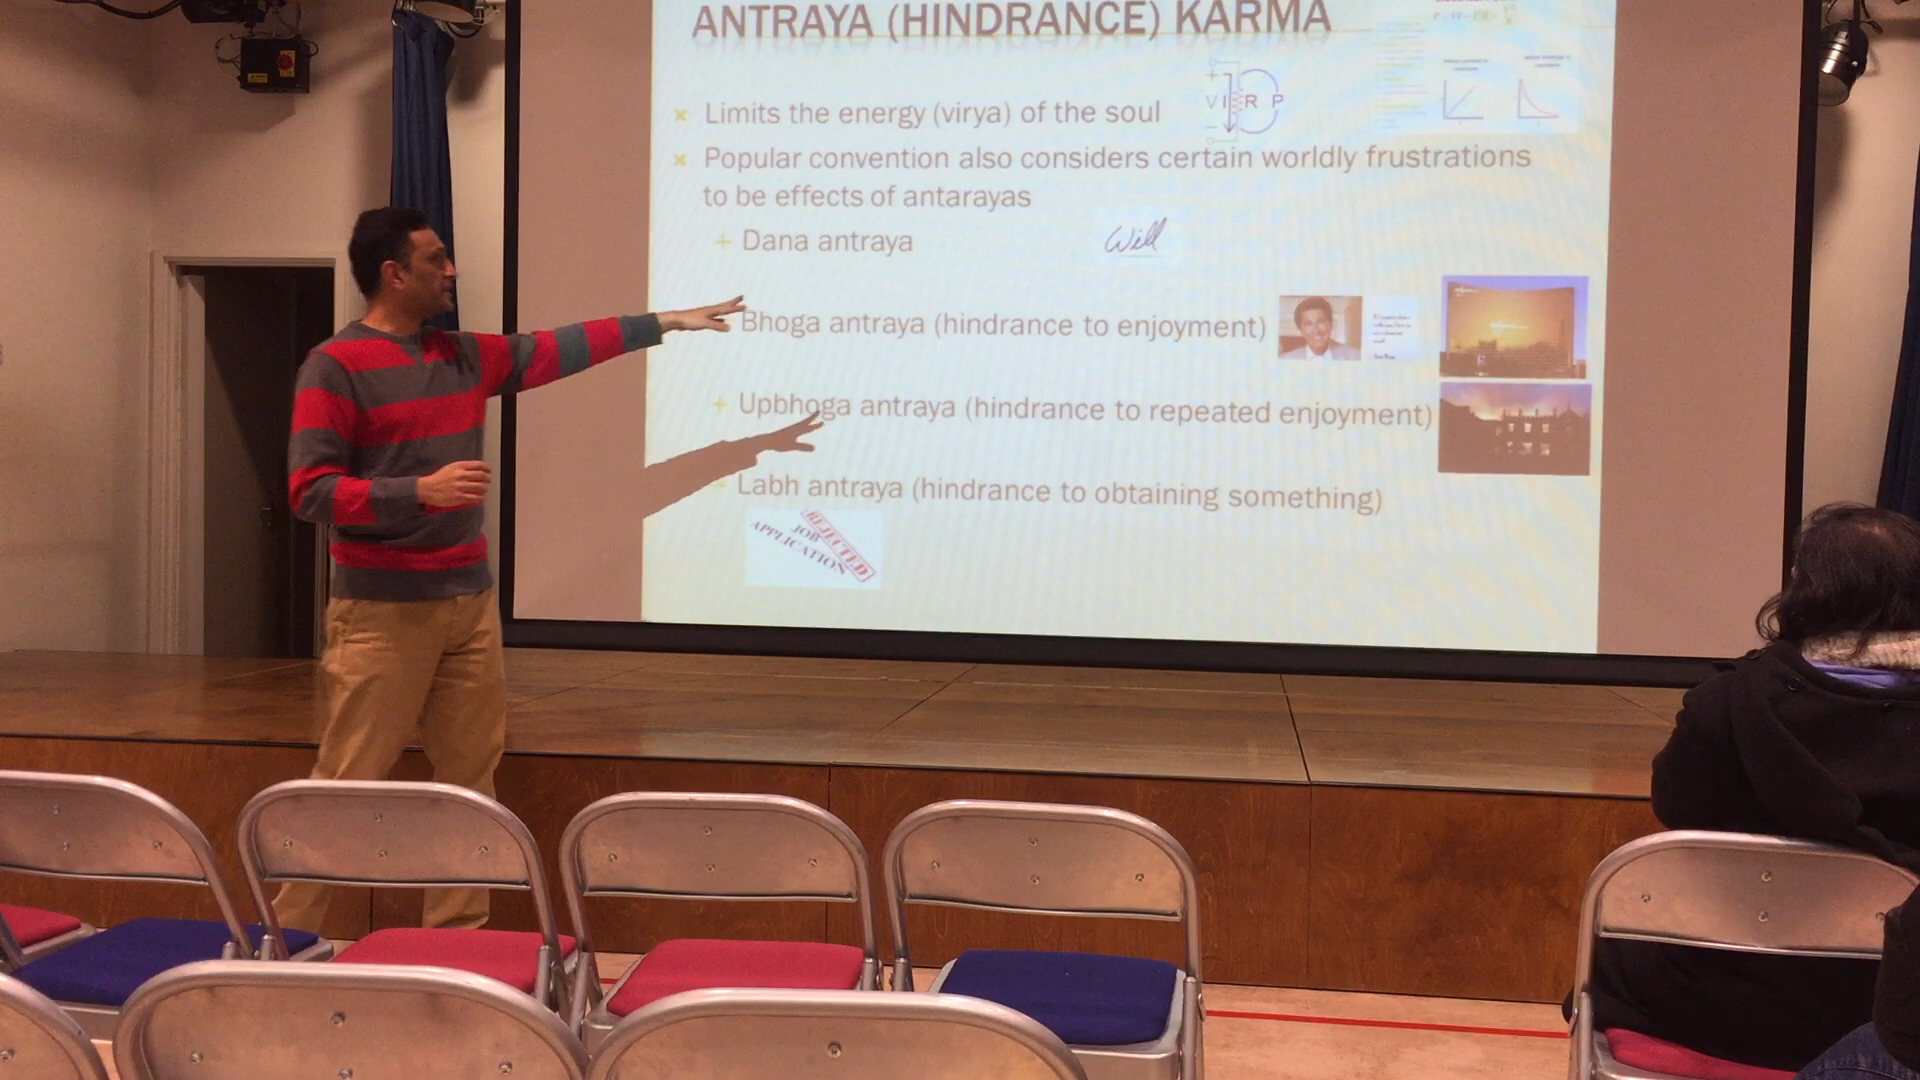 ANTRAYA (HINDRANCE) KARMA
Limits the energy (virya) of the soul
V I R P
Popular convention also considers certain worldly frustrations
to be effects of antarayas
Dana antraya
Will
Bhoga antraya (hindrance to enjoyment)
Upbhoga antraya (hindrance to repeated enjoyment)
Labh antraya (hindrance to obtaining something)
REJECTED
JOB
APPLICATION